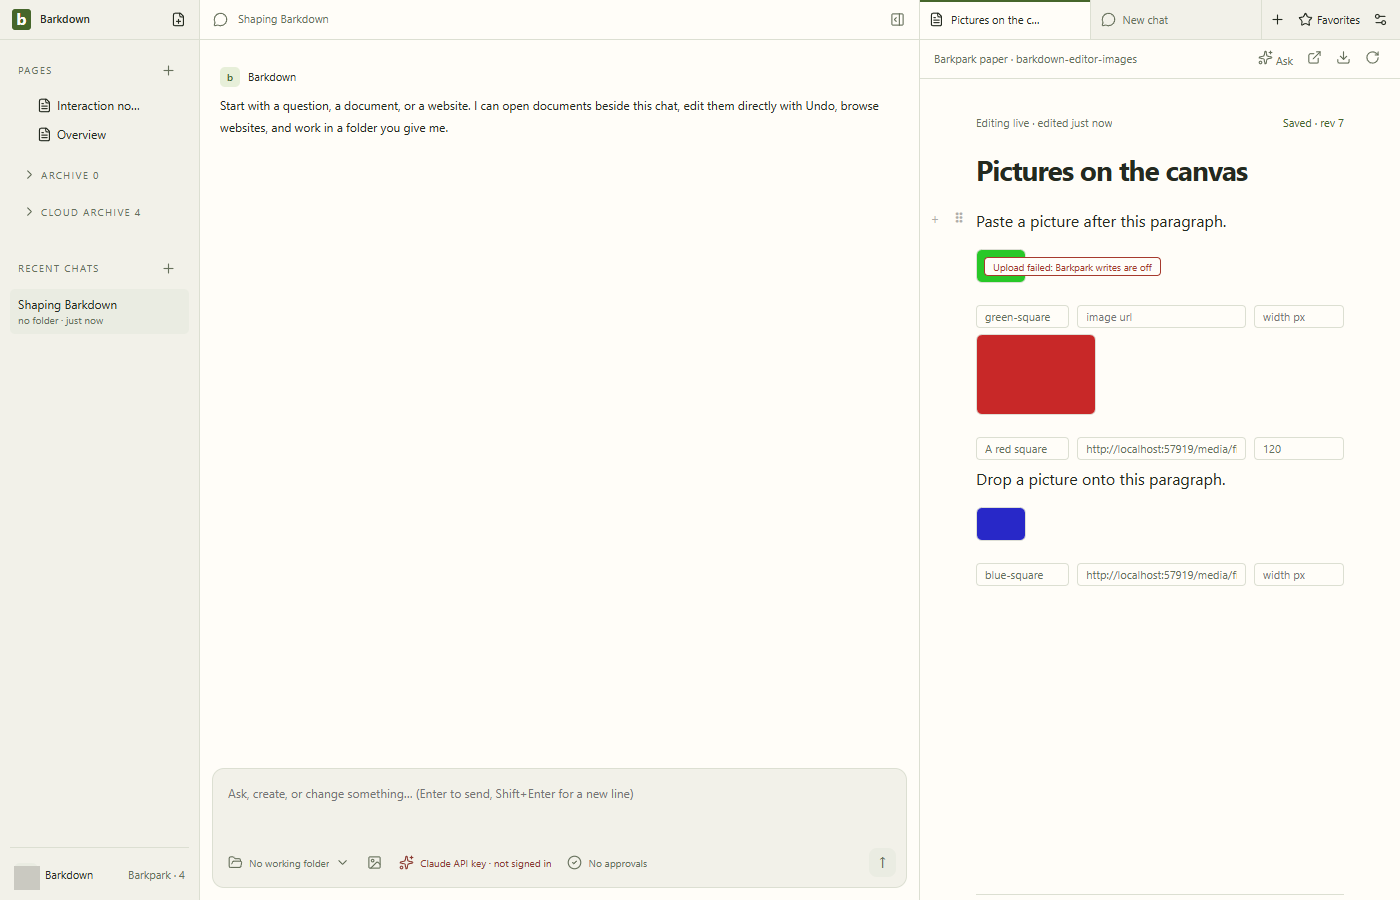 b Barkdown
PAGES
Interaction no...
Overview
ARCHIVE 0
CLOUD ARCHIVE 4
RECENT CHATS
Shaping Barkdown
no folder · just now
Barkdown
Barkpark · 4
Shaping Barkdown
b Barkdown
Start with a question, a document, or a website. I can open documents beside this chat, edit them directly with Undo, browse
websites, and work in a folder you give me.
Ask, create, or change something... (Enter to send, Shift+Enter for a new line)
No working folder
Claude API key · not signed in
No approvals
Pictures on the c...
New chat
Favorites
Barkpark paper · barkdown-editor-images
Ask
Editing live · edited just now
Saved · rev 7
Pictures on the canvas
Paste a picture after this paragraph.
Upload failed: Barkpark writes are off
green-square
image url
width px
A red square
http://localhost:57919/media/f
120
Drop a picture onto this paragraph.
blue-square
http://localhost:57919/media/f
width px